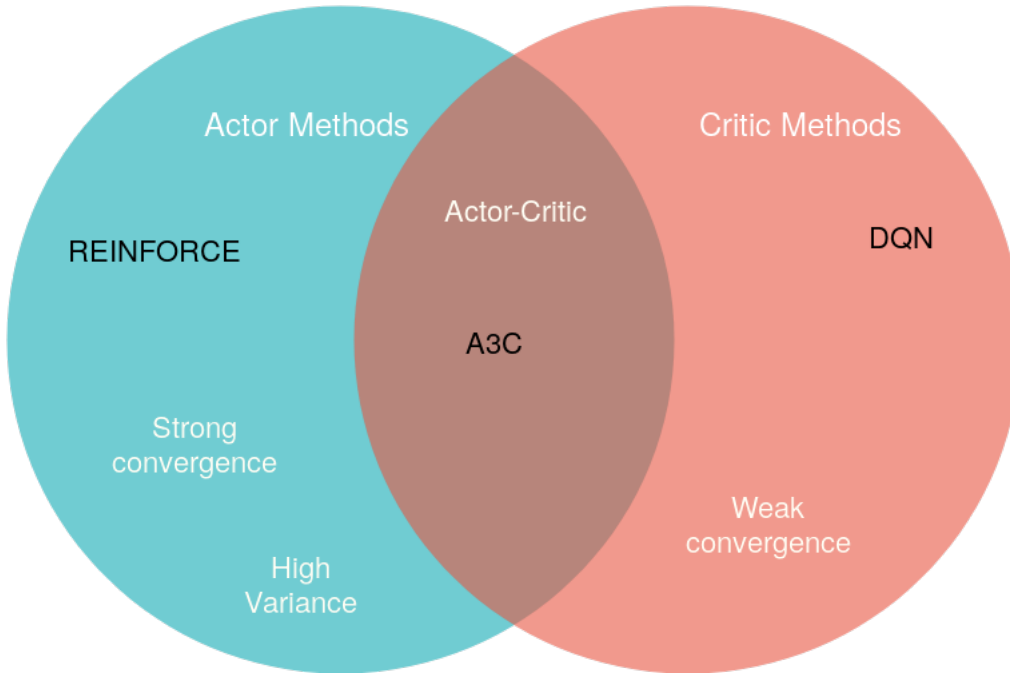 Actor Methods
Critic Methods
Actor-Critic
REINFORCE
DQN
A3C
Strong
convergence
Weak
convergence
High
Variance